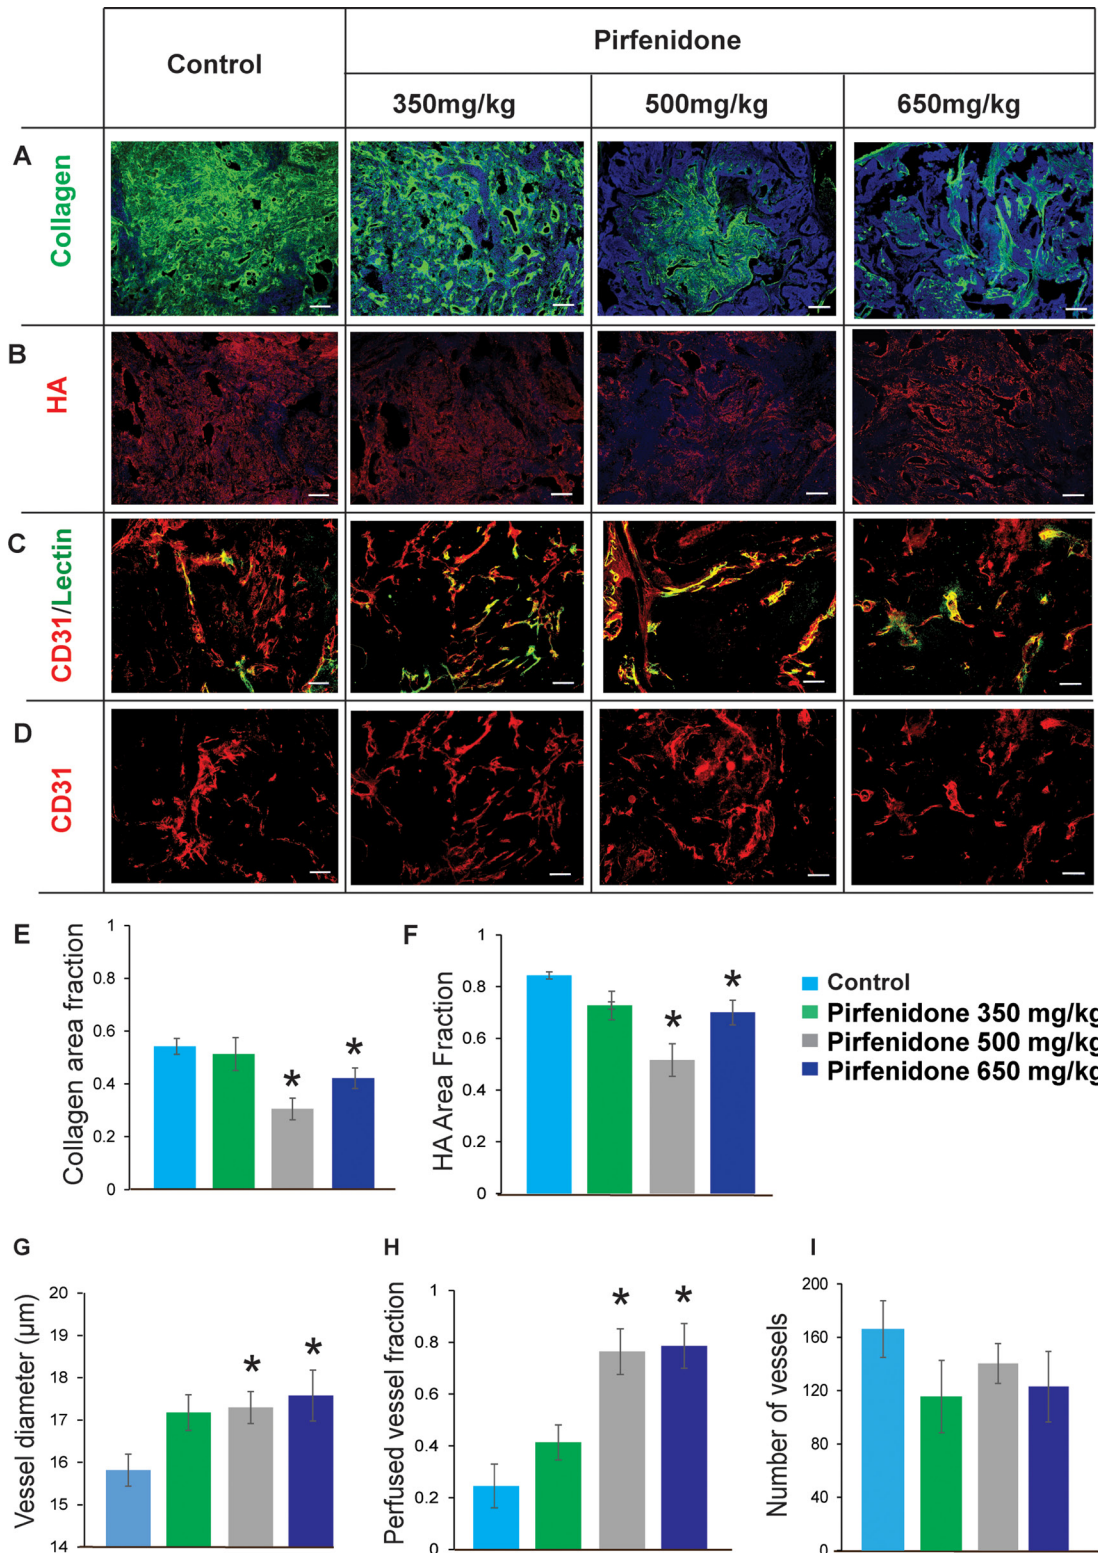 Control
Pirfenidone
350mg/kg
500mg/kg
650mg/kg
A
Collagen
B
HA
C
CD31/Lectin
D
CD31
E
Collagen area fraction
1
0.8
0.6
0.4
0.2
0
*
*
F
HA Area Fraction
1
0.8
0.6
0.4
0.2
0
*
*
Control
Pirfenidone 350 mg/kg
Pirfenidone 500 mg/kg
Pirfenidone 650 mg/kg
G
Vessel diameter (µm)
20
19
18
17
16
15
14
*
*
H
Perfused vessel fraction
1
0.8
0.6
0.4
0.2
0
*
*
I
Number of vessels
200
160
120
80
40
0